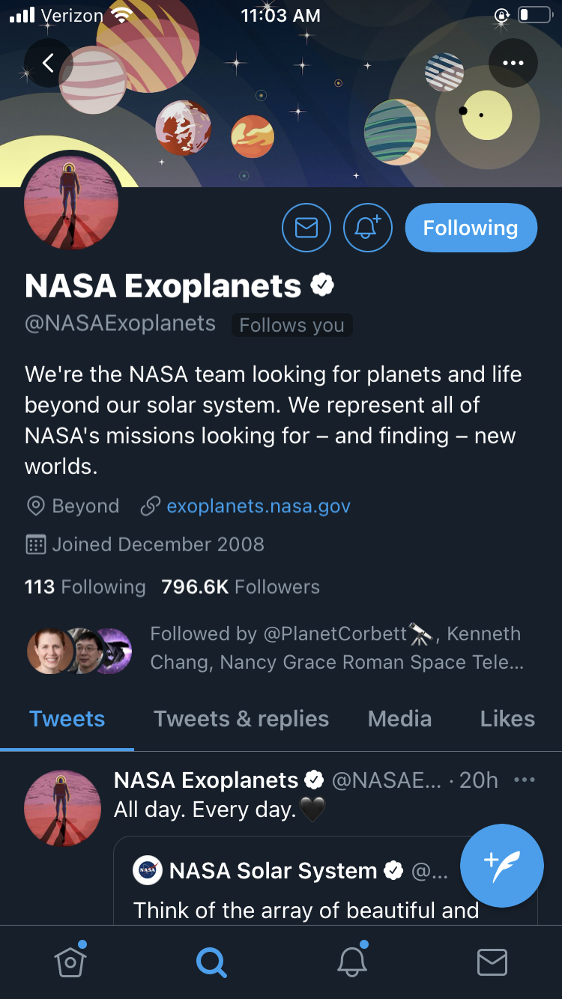 Verizon 11:03 AM
Following
NASA Exoplanets
@NASAExoplanets Follows you
We're the NASA team looking for planets and life
beyond our solar system. We represent all of
NASA's missions looking for – and finding – new
worlds.
Beyond exoplanets.nasa.gov
Joined December 2008
113 Following 796.6K Followers
Followed by @PlanetCorbett🔭, Kenneth
Chang, Nancy Grace Roman Space Tele...
Tweets Tweets & replies Media Likes
NASA Exoplanets @NASAE... · 20h
All day. Every day.🖤
NASA
NASA Solar System @...
Think of the array of beautiful and